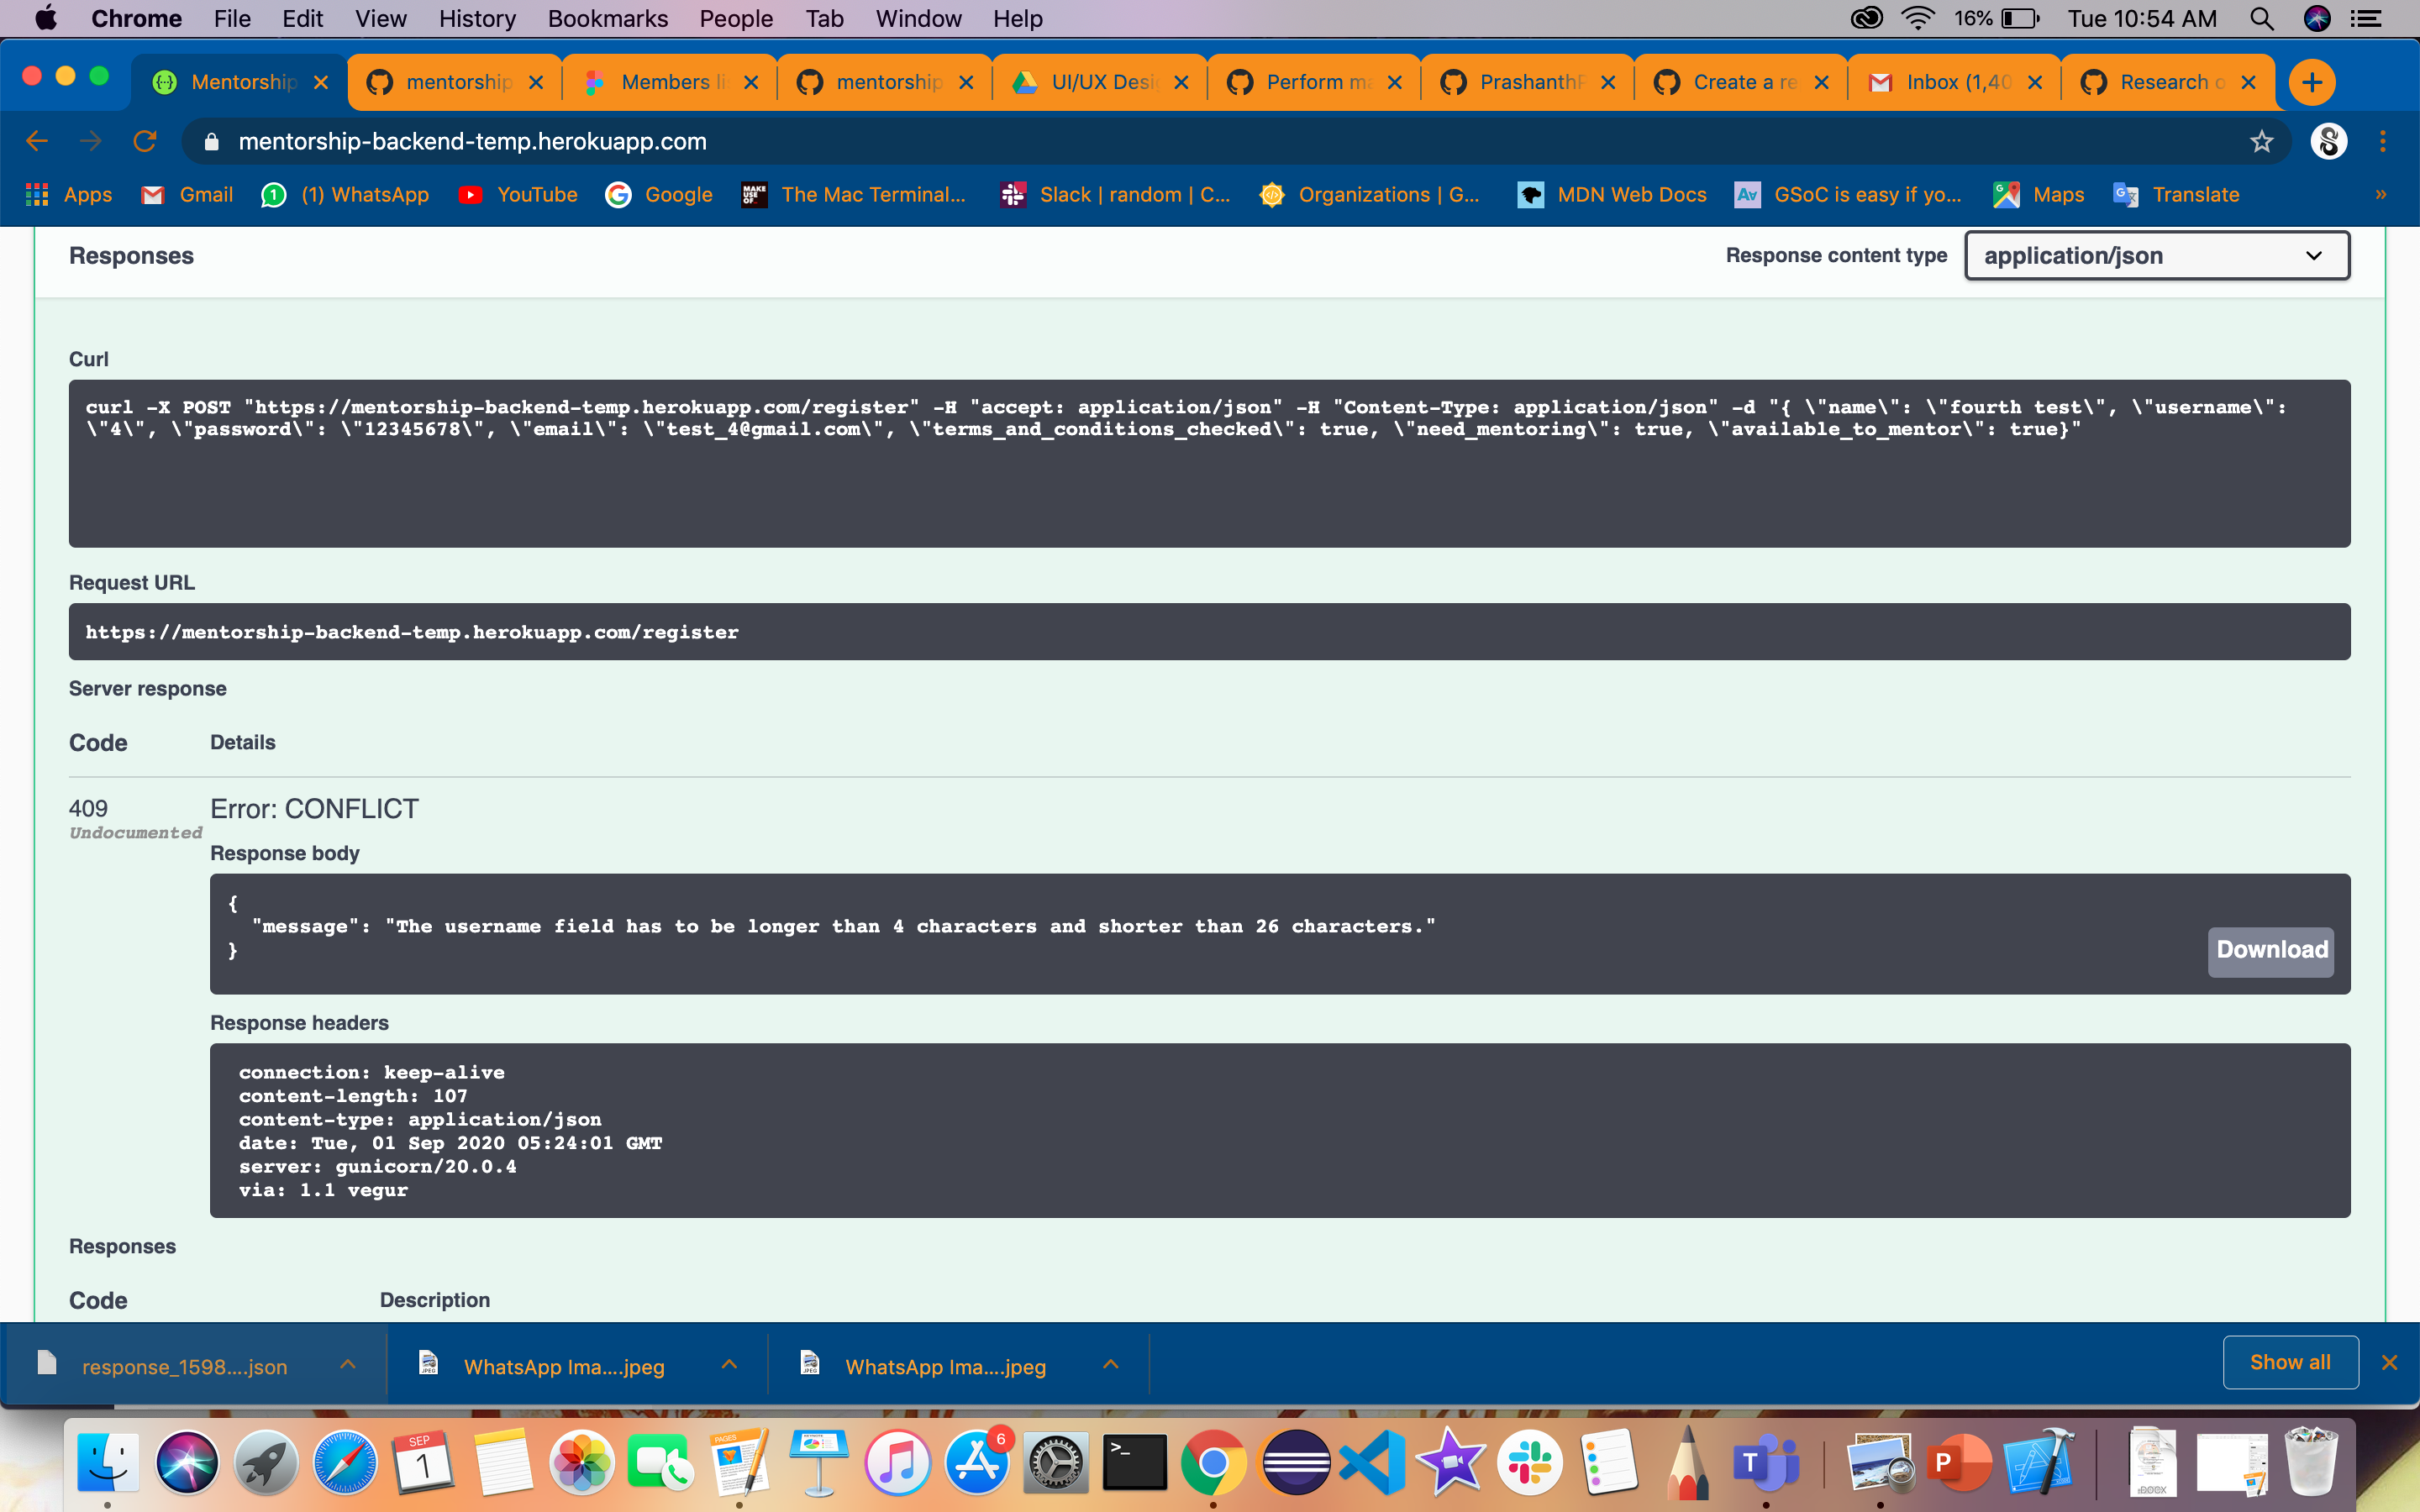 Chrome File Edit View History Bookmarks People Tab Window Help 16% Tue 10:54 AM
Mentorship mentorship Members li mentorship UI/UX Desi Perform ma PrashanthP Create a re Inbox (1,40 Research o
mentorship-backend-temp.herokuapp.com
Apps Gmail (1) WhatsApp YouTube Google The Mac Terminal... Slack | random | C... Organizations | G... MDN Web Docs GSoC is easy if yo... Maps Translate »
Responses Response content type application/json
Curl
curl -X POST "https://mentorship-backend-temp.herokuapp.com/register" -H "accept: application/json" -H "Content-Type: application/json" -d "{ \"name\": \"fourth test\", \"username\":
\"4\", \"password\": \"12345678\", \"email\": \"test_4@gmail.com\", \"terms_and_conditions_checked\": true, \"need_mentoring\": true, \"available_to_mentor\": true}"
Request URL
https://mentorship-backend-temp.herokuapp.com/register
Server response
Code Details
409 Error: CONFLICT
Undocumented
Response body
{
"message": "The username field has to be longer than 4 characters and shorter than 26 characters."
}
Download
Response headers
connection: keep-alive
content-length: 107
content-type: application/json
date: Tue, 01 Sep 2020 05:24:01 GMT
server: gunicorn/20.0.4
via: 1.1 vegur
Responses
Code Description
response_1598....json WhatsApp Ima....jpeg WhatsApp Ima....jpeg Show all
SEP 1 PAGES 6 T P .DOCX